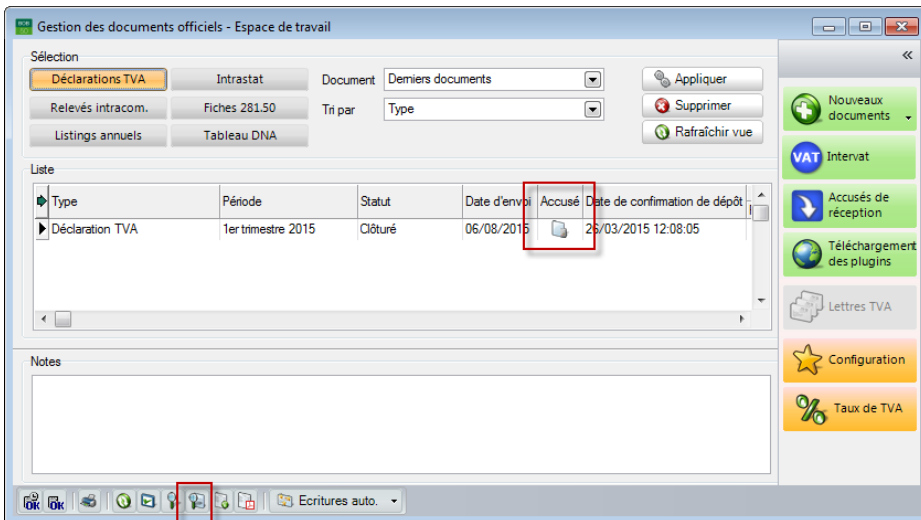 Gestion des documents officiels - Espace de travail
Sélection
Déclarations TVA
Intrastat
Document
Derniers documents
Appliquer
Relevés intracom.
Fiches 281.50
Tri par
Type
Supprimer
Listings annuels
Tableau DNA
Rafraîchir vue
Liste
Type
Période
Statut
Date d'envoi
Accusé
Date de confirmation de dépôt
Déclaration TVA
1er trimestre 2015
Clôturé
06/08/2015
26/03/2015 12:08:05
Notes
OK
OK
Ecritures auto.
«
Nouveaux
documents
VAT
Intervat
Accusés de
réception
Téléchargement
des plugins
Lettres TVA
Configuration
Taux de TVA